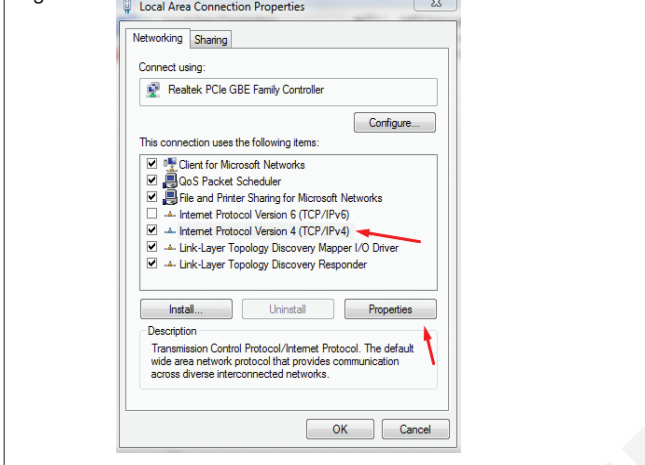 Local Area Connection Properties
Networking
Sharing
Connect using:
Realtek PCIe GBE Family Controller
Configure...
This connection uses the following items:
Client for Microsoft Networks
QoS Packet Scheduler
File and Printer Sharing for Microsoft Networks
Internet Protocol Version 6 (TCP/IPv6)
Internet Protocol Version 4 (TCP/IPv4)
Link-Layer Topology Discovery Mapper I/O Driver
Link-Layer Topology Discovery Responder
Install...
Uninstall
Properties
Description
Transmission Control Protocol/Internet Protocol. The default
wide area network protocol that provides communication
across diverse interconnected networks.
OK
Cancel